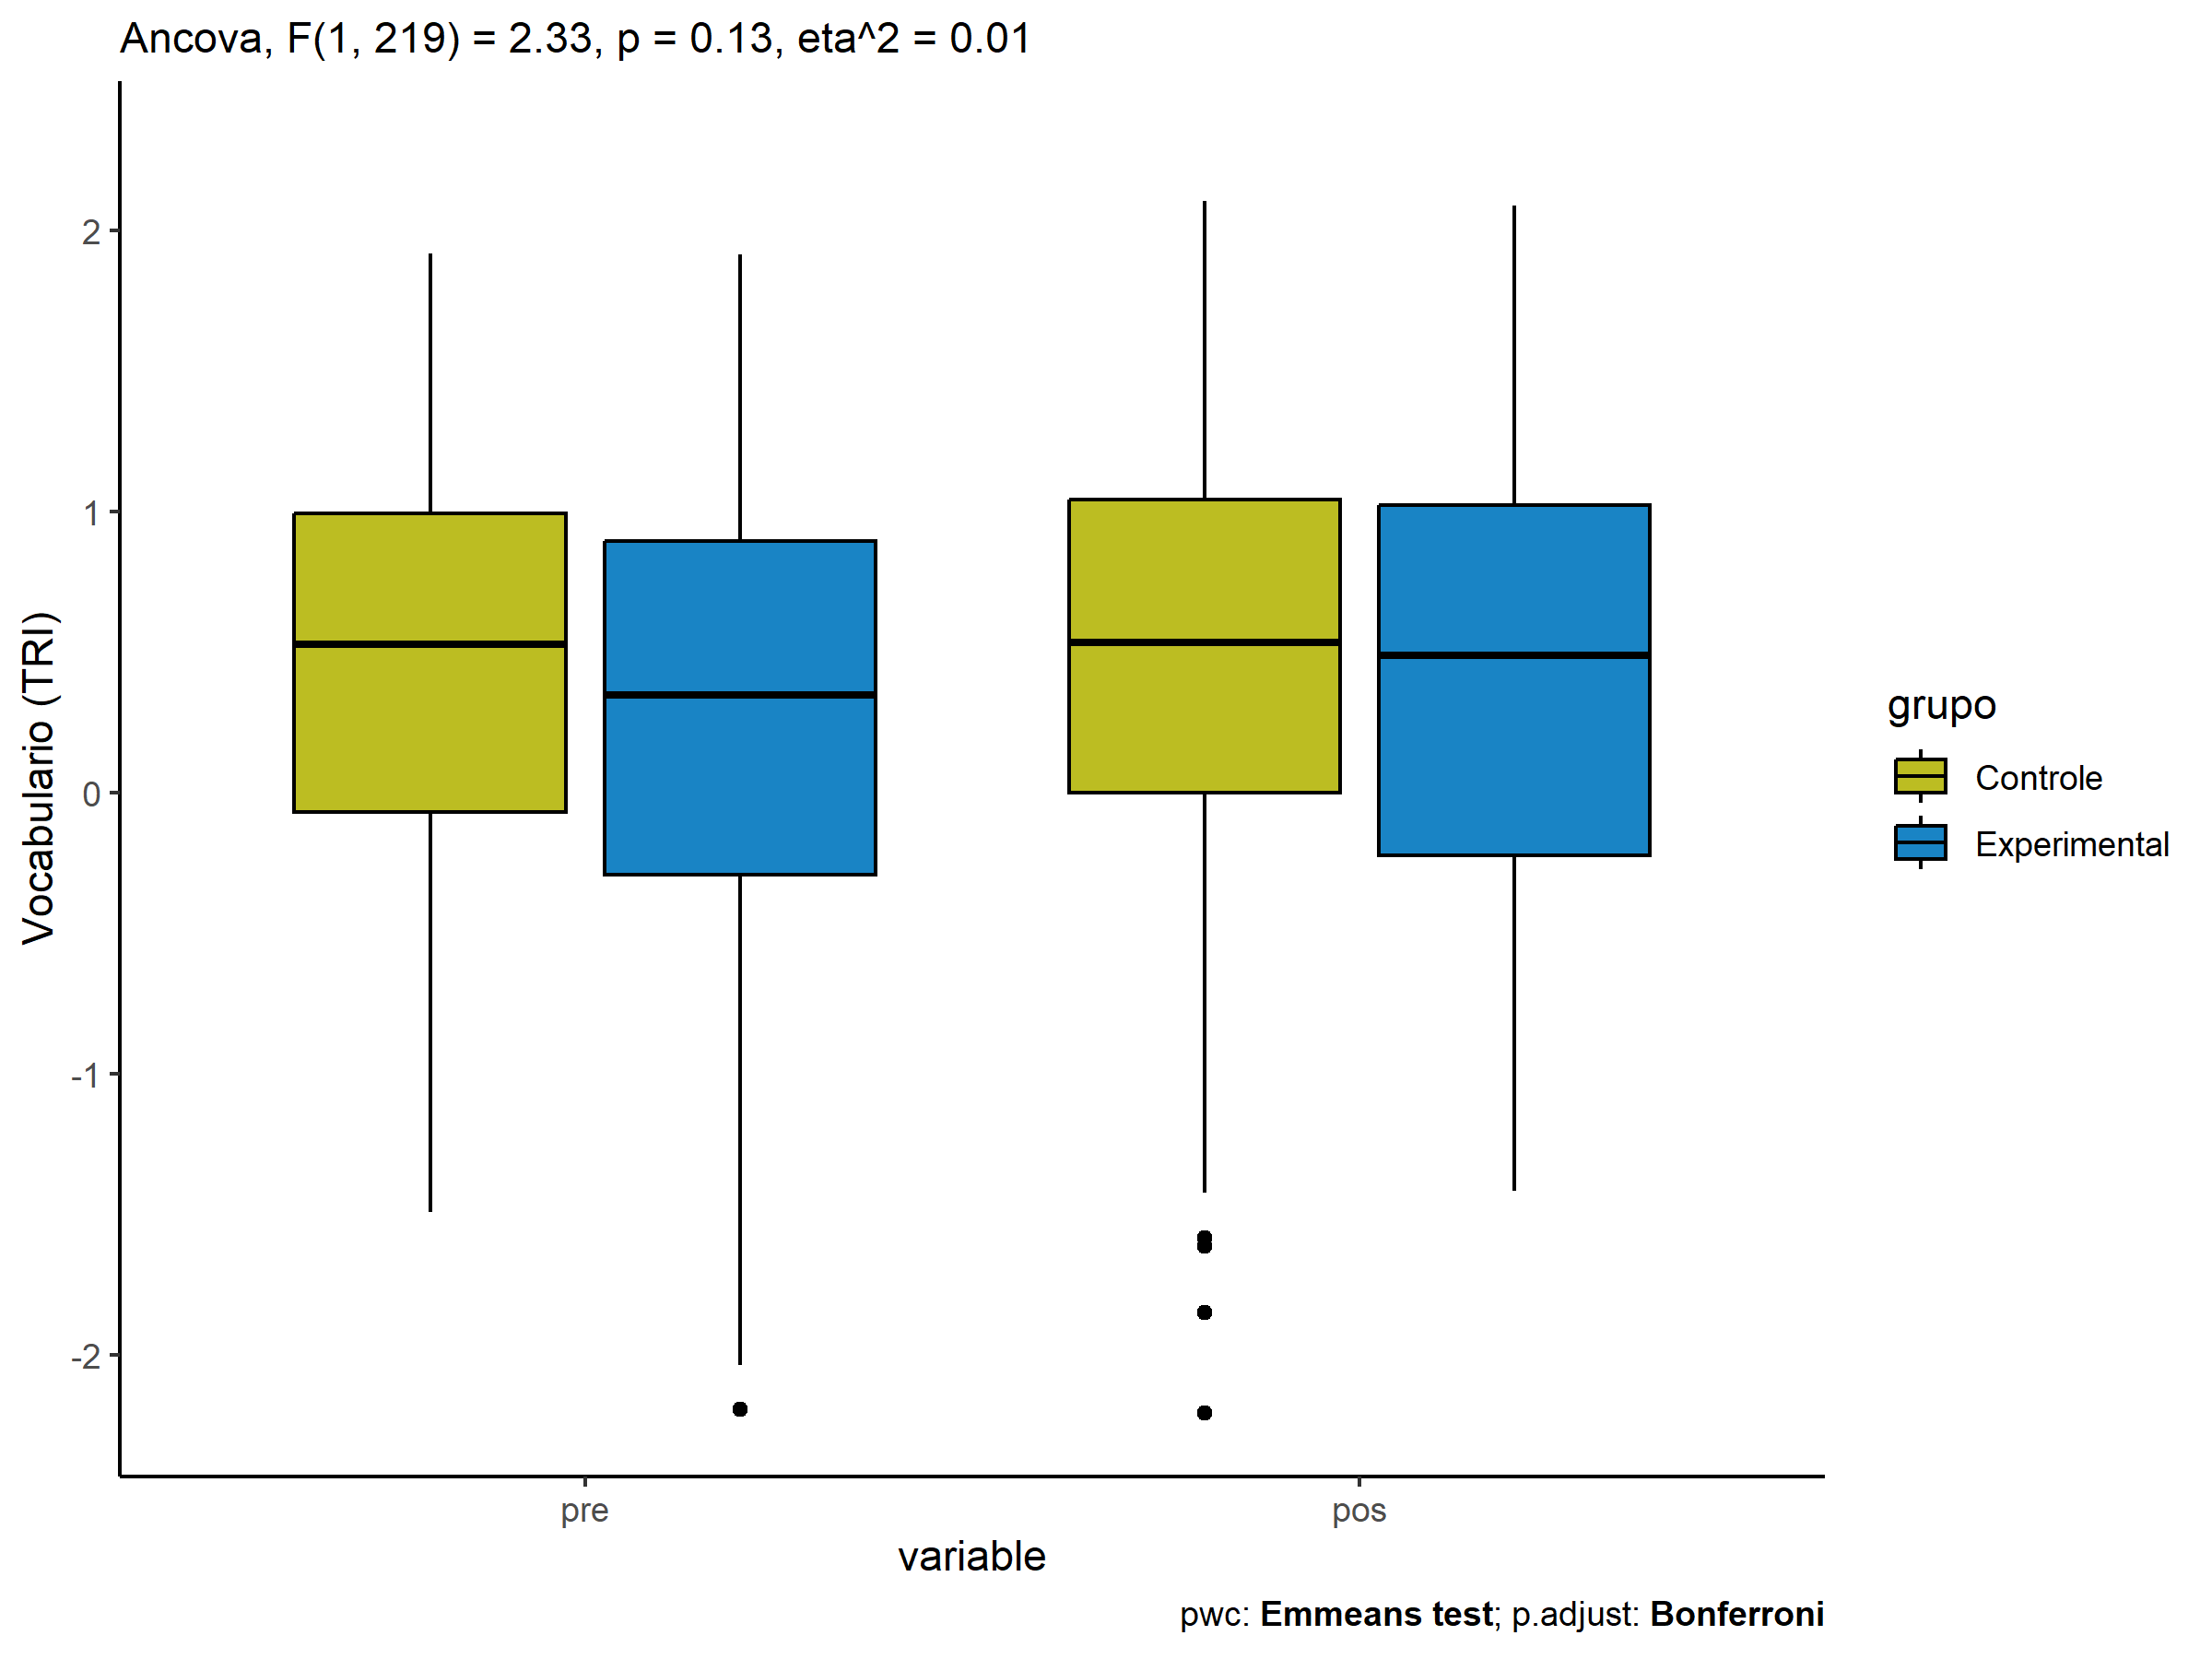 Ancova, F(1, 219) = 2.33, p = 0.13, eta^2 = 0.01
Vocabulario (TRI)
2
1
0
-1
-2
pre
pos
variable
grupo
Controle
Experimental
pwc: Emmeans test; p.adjust: Bonferroni